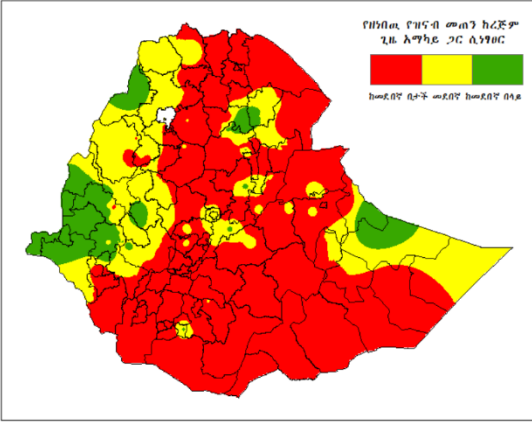 የዘነበዉ የዝናብ መጠን ከረጅም
ጊዜ አማካይ ጋር ሲነፃፀር
ከመደበኛ በታች መደበኛ ከመደበኛ በላይ